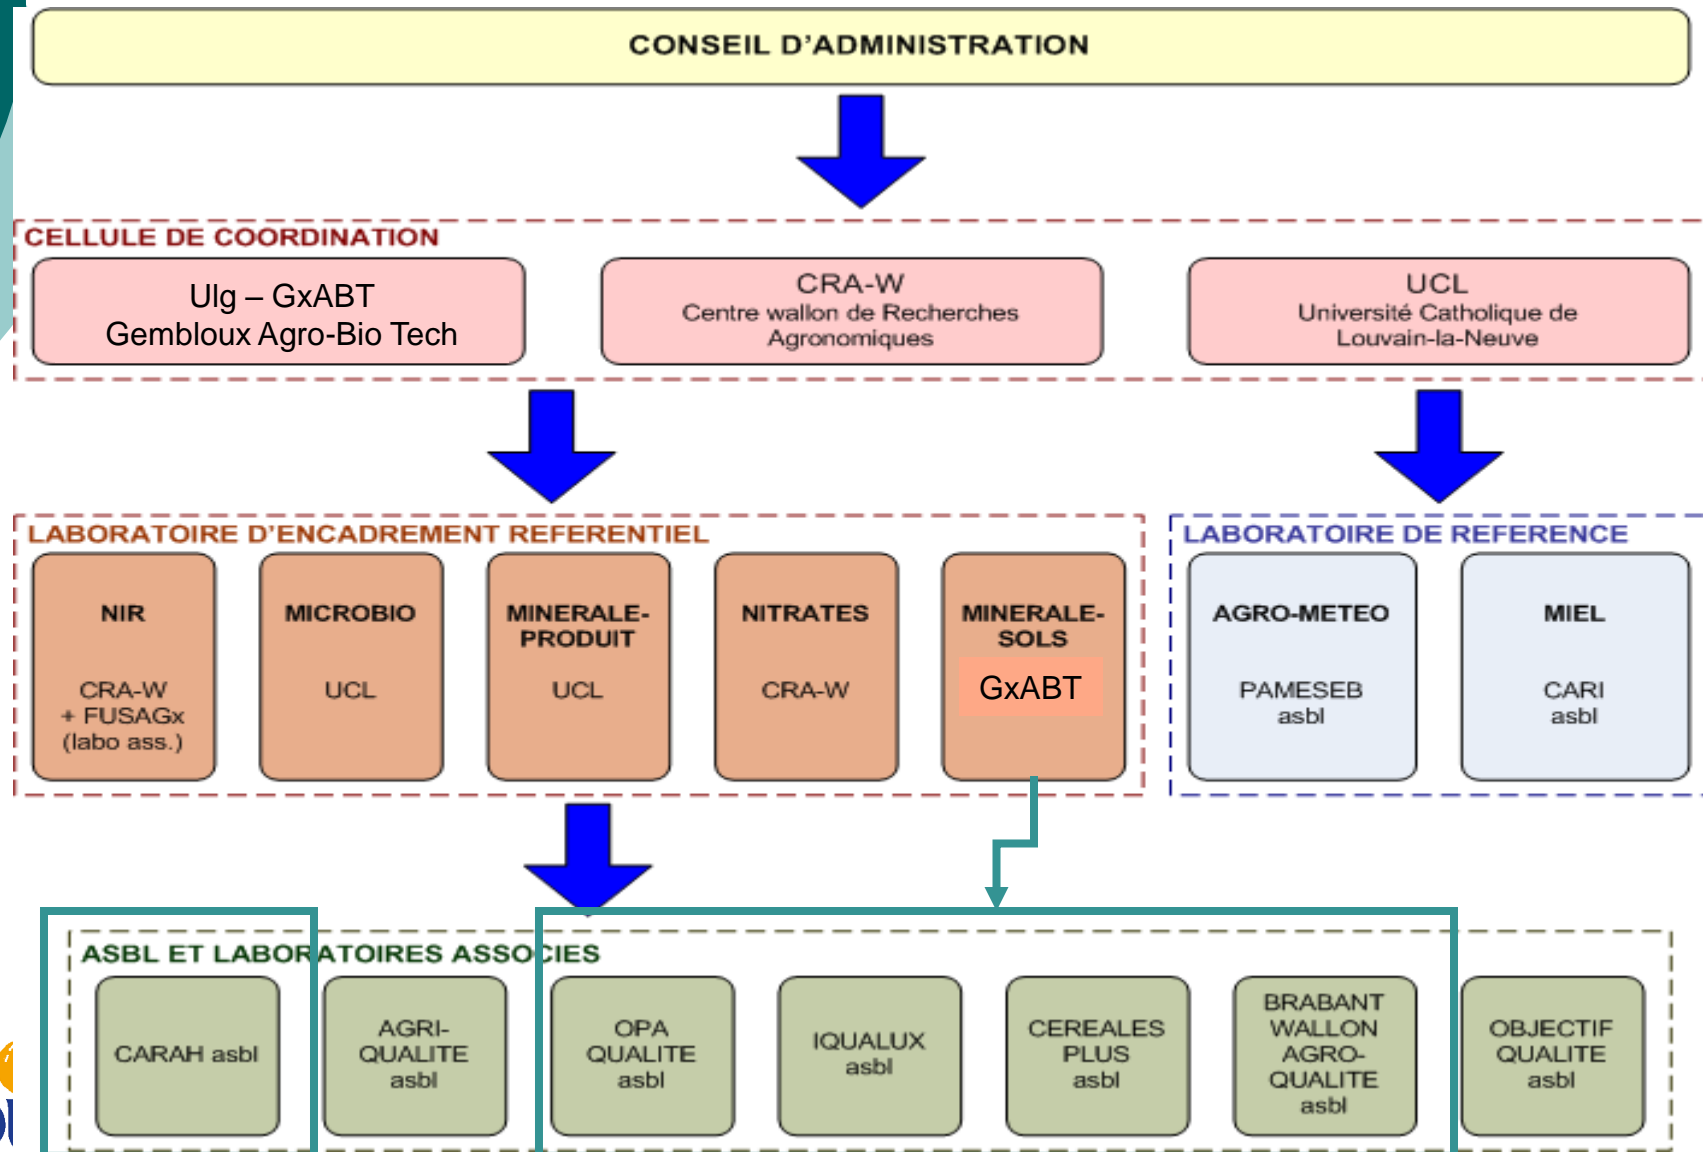 CONSEIL D'ADMINISTRATION
CELLULE DE COORDINATION
Ulg – GxABT
Gembloux Agro-Bio Tech
CRA-W
Centre wallon de Recherches
Agronomiques
UCL
Université Catholique de
Louvain-la-Neuve
LABORATOIRE D'ENCADREMENT REFERENTIEL
NIR
CRA-W
+ FUSAGx
(labo ass.)
MICROBIO
UCL
MINERALE-
PRODUIT
UCL
NITRATES
CRA-W
MINERALE-
SOLS
GxABT
LABORATOIRE DE REFERENCE
AGRO-METEO
PAMESEB
asbl
MIEL
CARI
asbl
ASBL ET LABORATOIRES ASSOCIES
CARAH asbl
AGRI-
QUALITE
asbl
OPA
QUALITE
asbl
IQUALUX
asbl
CEREALES
PLUS
asbl
BRABANT
WALLON
AGRO-
QUALITE
asbl
OBJECTIF
QUALITE
asbl